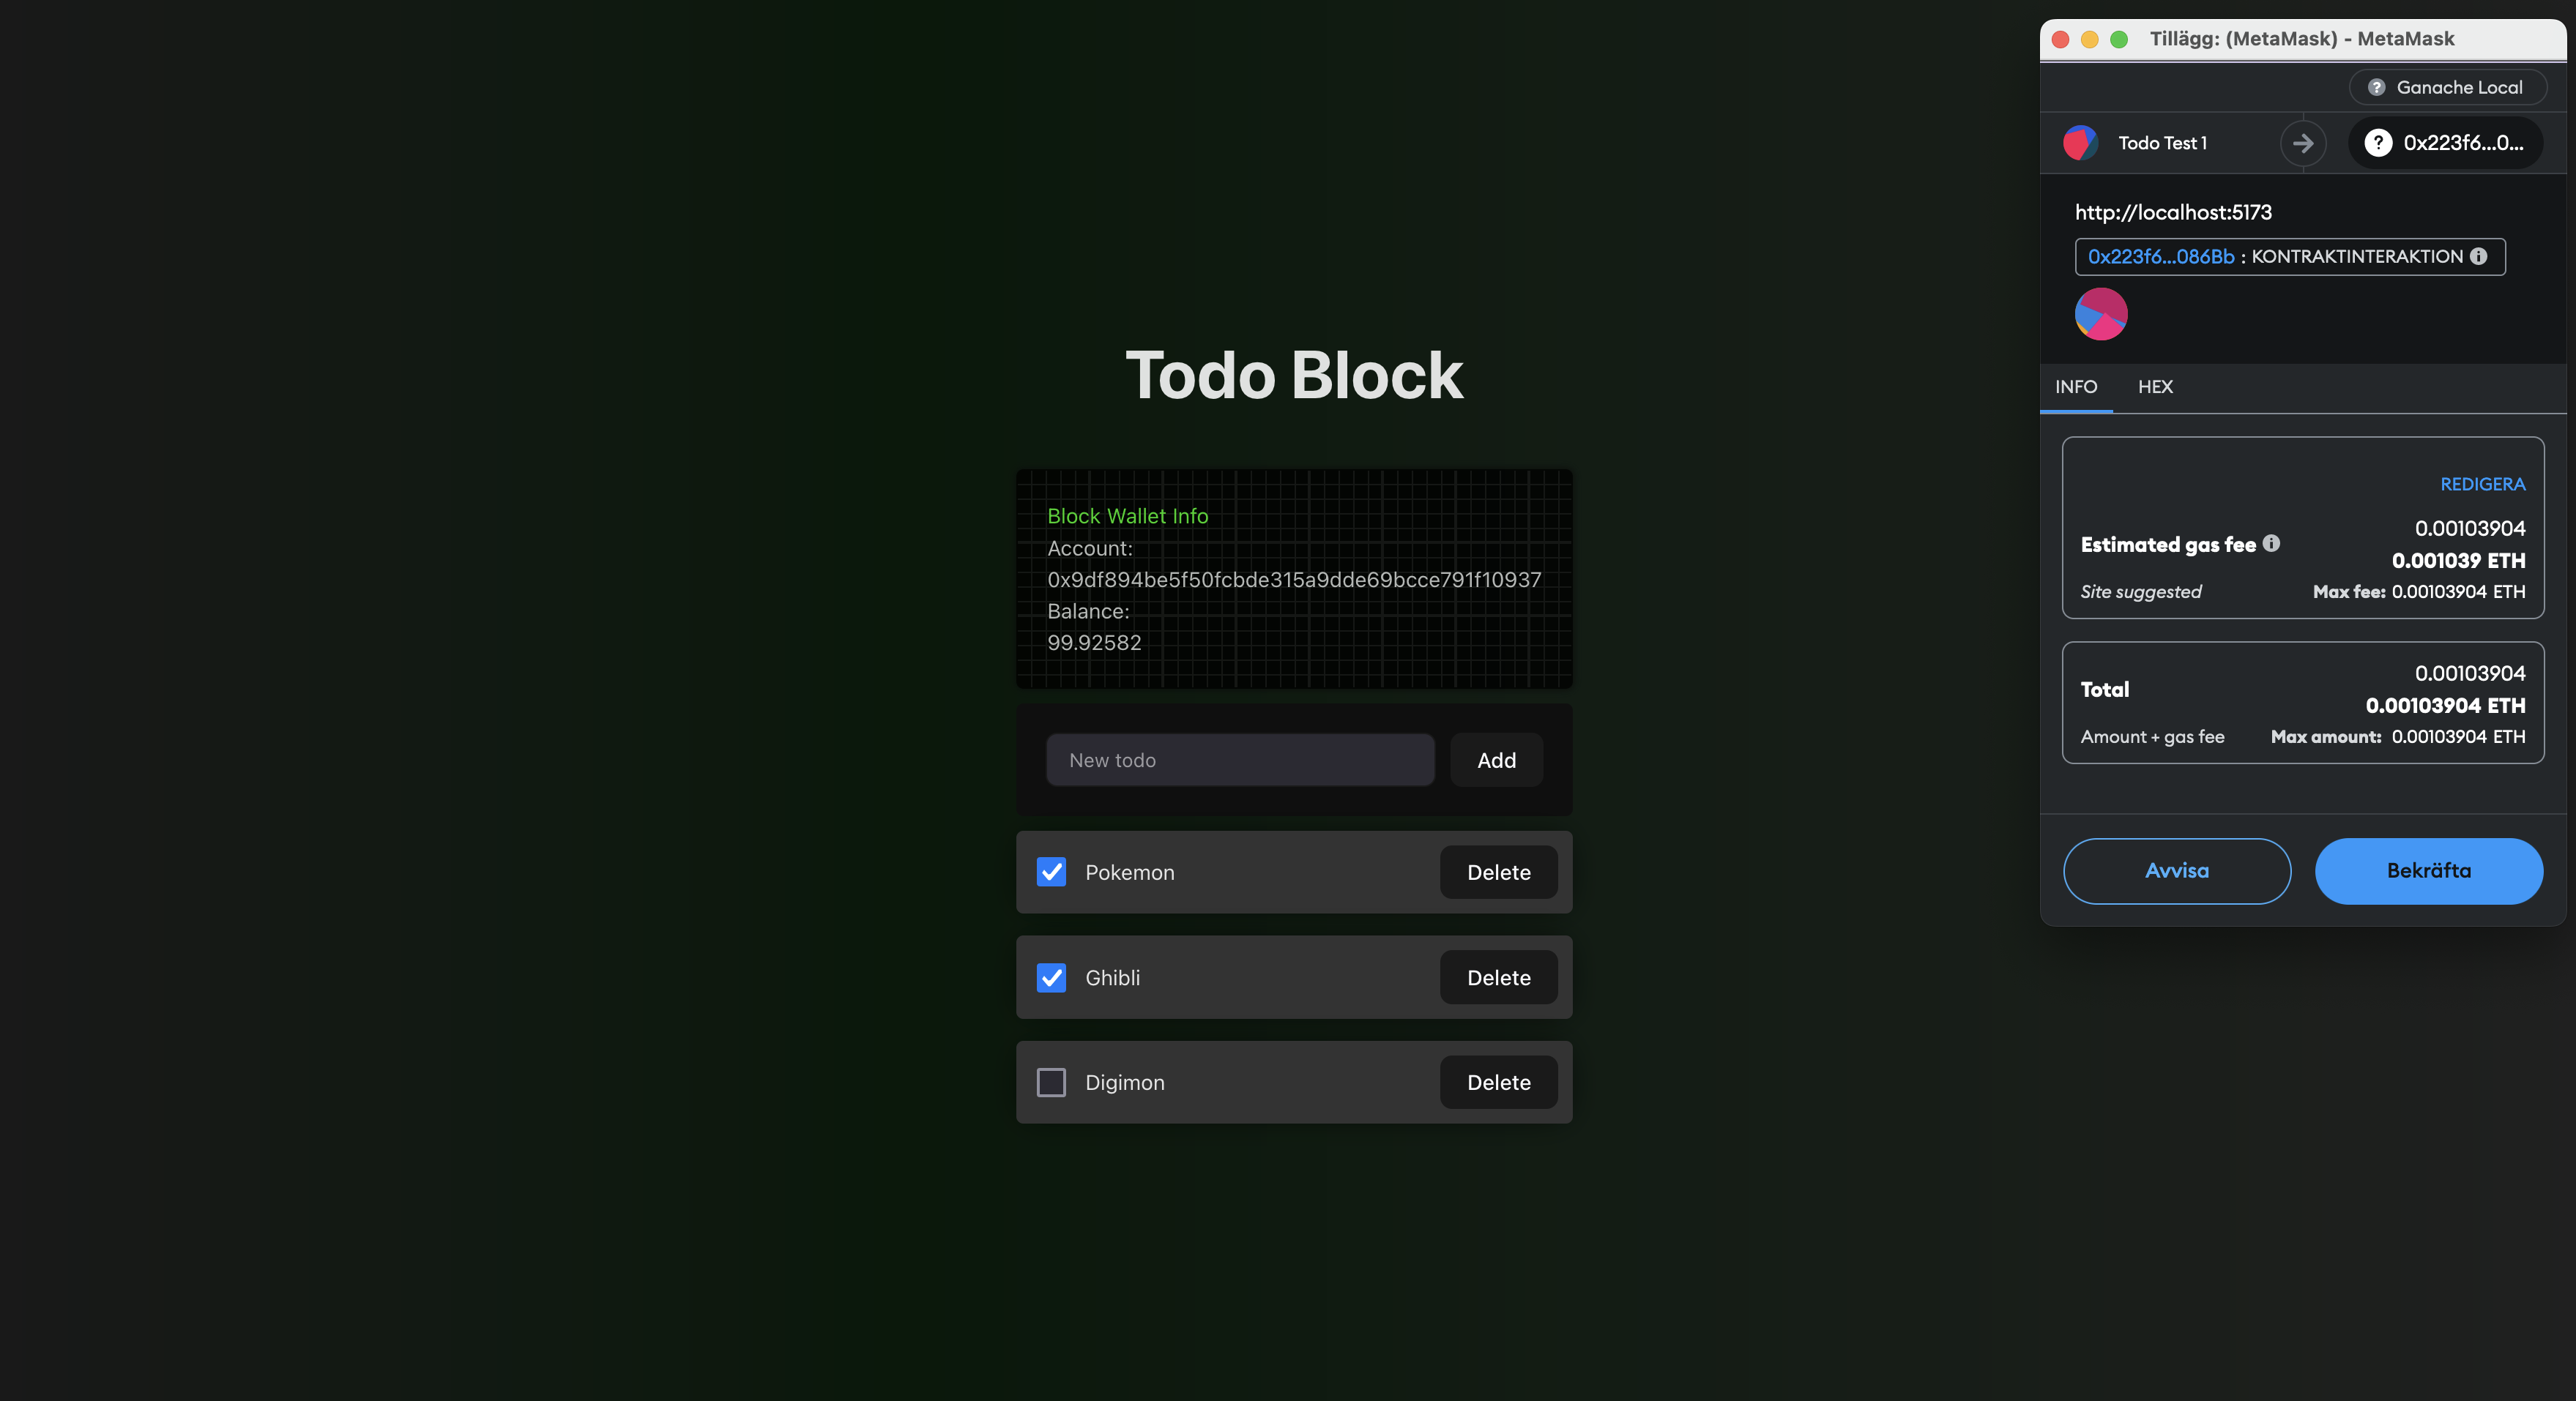 Todo Block
Block Wallet Info
Account:
0x9df894be5f50fcbde315a9dde69bcce791f10937
Balance:
99.92582
New todo
Add
Pokemon
Delete
Ghibli
Delete
Digimon
Delete
Tillägg: (MetaMask) - MetaMask
? Ganache Local
Todo Test 1
? 0x223f6...0...
http://localhost:5173
0x223f6...086Bb : KONTRAKTINTERAKTION
INFO HEX
REDIGERA
0.00103904
Estimated gas fee
0.001039 ETH
Site suggested
Max fee: 0.00103904 ETH
0.00103904
Total
0.00103904 ETH
Amount + gas fee
Max amount: 0.00103904 ETH
Avvisa
Bekräfta